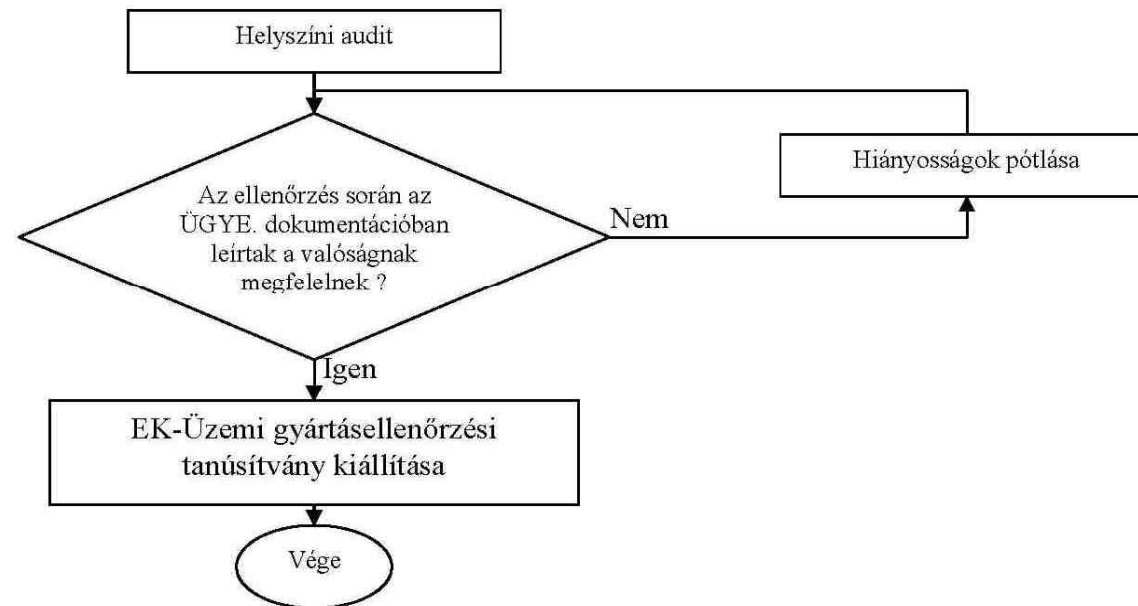 Helyszíni audit
Hiányosságok pótlása
Az ellenőrzés során az
ÜGYE. dokumentációban
leírtak a valóságnak
megfelelnek ?
Nem
Igen
EK-Üzemi gyártásellenőrzési
tanúsítvány kiállítása
Vége